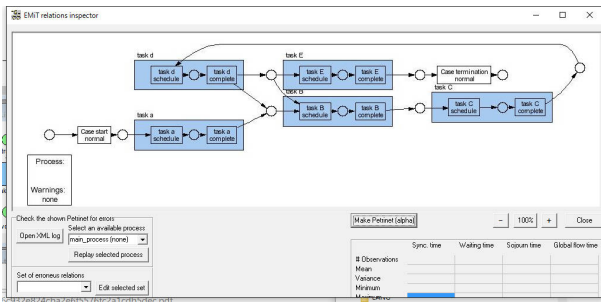 EMiT relations inspector
task d
task d schedule
task d complete
task E
task E schedule
task E complete
Case termination normal
task B
task B schedule
task B complete
task C
task C schedule
task C complete
Case start normal
task a
task a schedule
task a complete
Process:
Warnings:
none
Check the shown Petrinet for errors
Open XML log
Select an available process
main_process (none)
Replay selected process
Set of erroneus relations
Edit selected set
Make Petrinet (alpha)
- 100% + Close
Sync. time Waiting time Sojourn time Global flow time
# Observations
Mean
Variance
Minimum